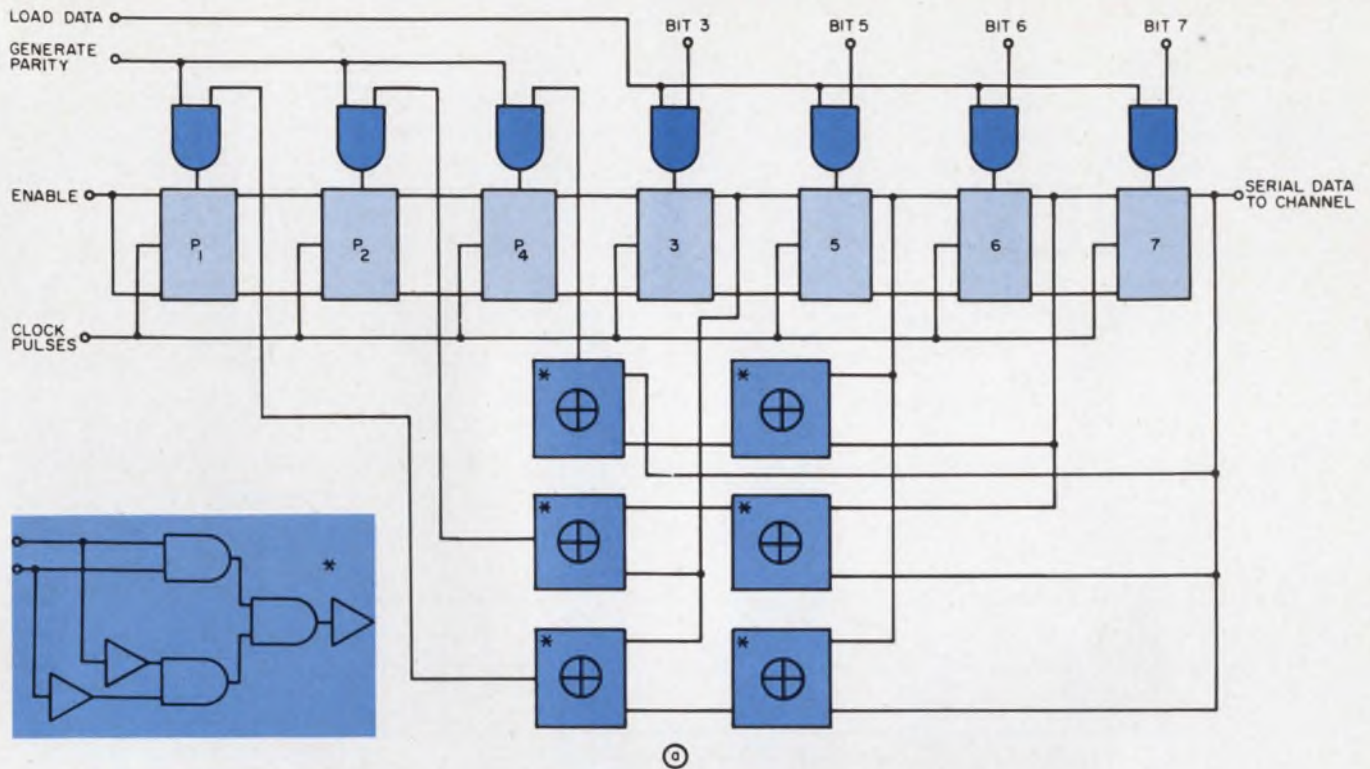 LOAD DATA
GENERATE
PARITY
BIT 3
BIT 5
BIT 6
BIT 7
ENABLE
P1
P2
P4
3
5
6
7
SERIAL DATA
TO CHANNEL
CLOCK
PULSES
*
*
*
*
*
*
*
a